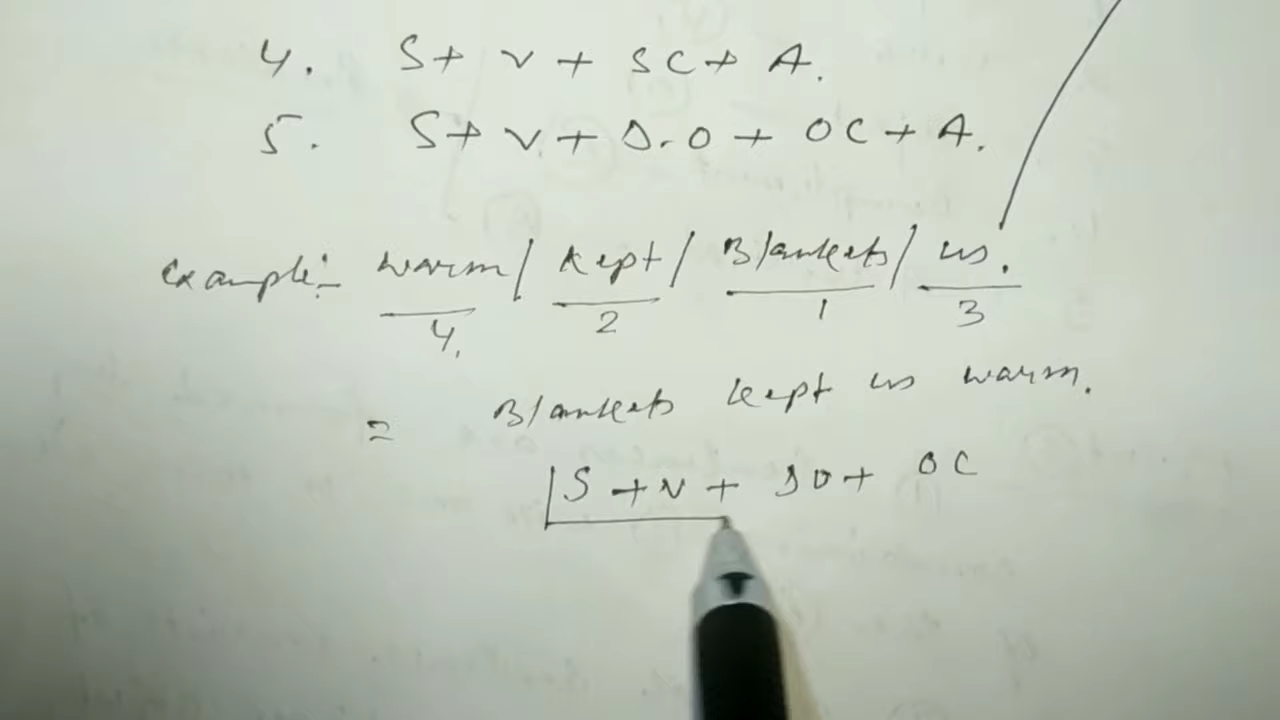 4. S + V + SC + A.
5. S + V + D.O + OC + A.
Example:- warm / kept / Blankets / us.
4. 2 1 3
= Blankets kept us warm.
S + V + DO + OC